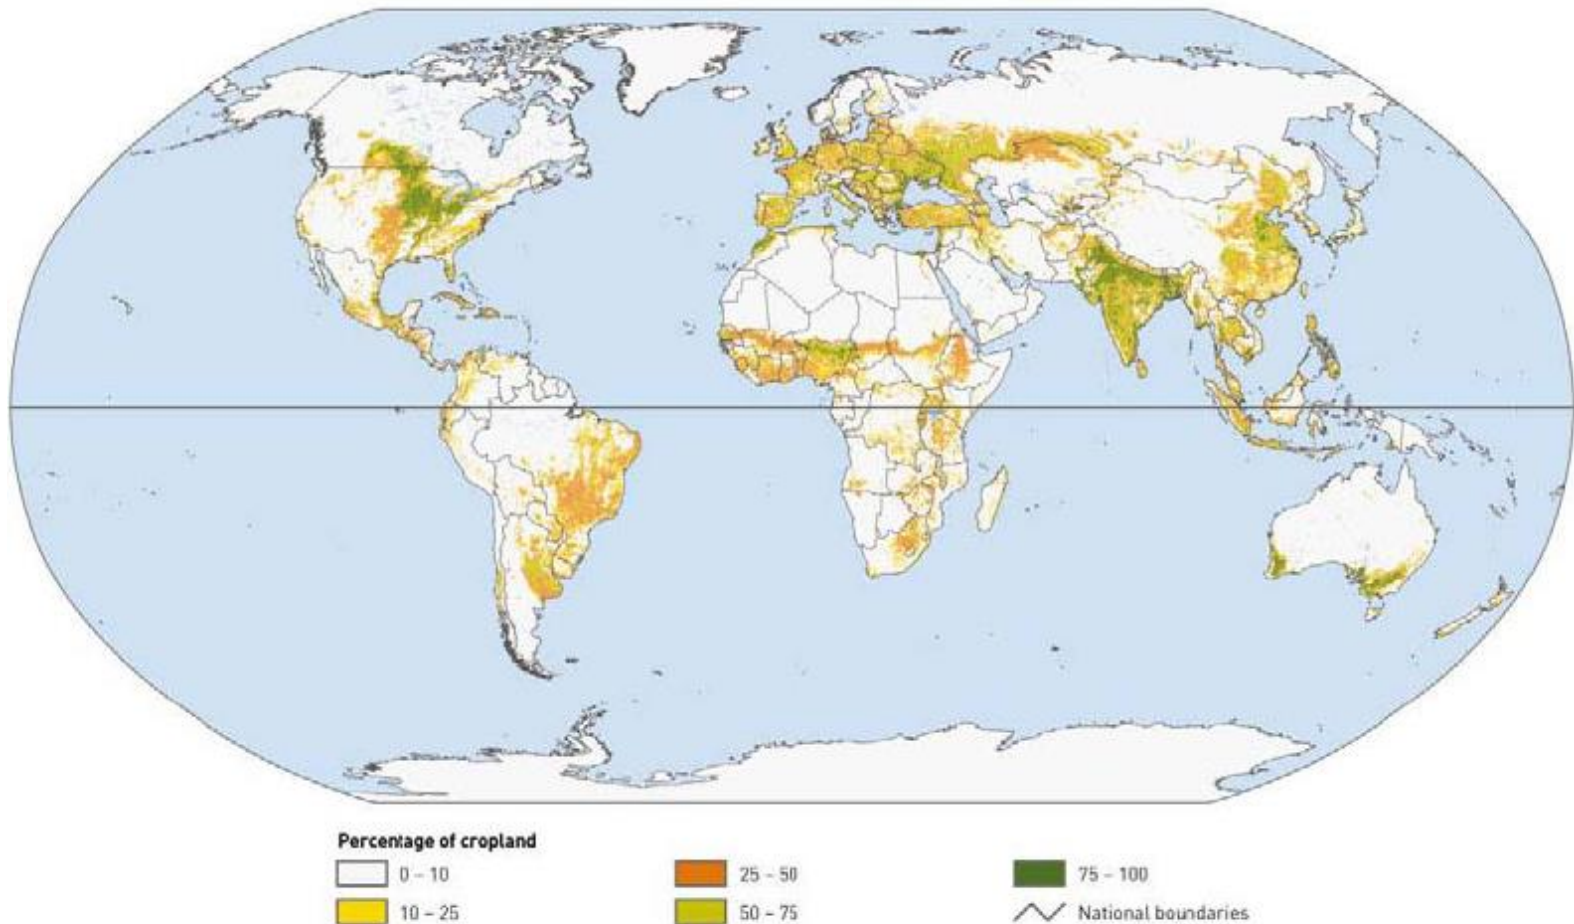 Percentage of cropland
0 – 10
25 – 50
75 – 100
10 – 25
50 – 75
National boundaries